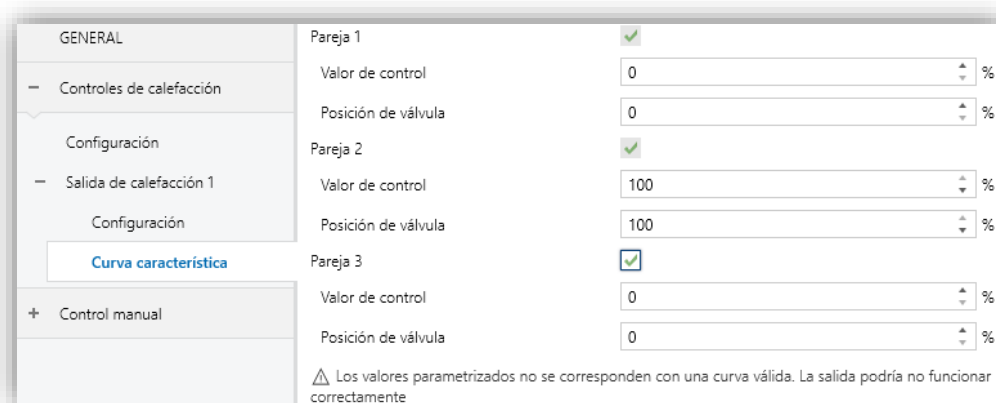 GENERAL
Controles de calefacción
Configuración
Salida de calefacción 1
Configuración
Curva característica
Control manual
Pareja 1
Valor de control 0 %
Posición de válvula 0 %
Pareja 2
Valor de control 100 %
Posición de válvula 100 %
Pareja 3
Valor de control 0 %
Posición de válvula 0 %
Los valores parametrizados no se corresponden con una curva válida. La salida podría no funcionar
correctamente